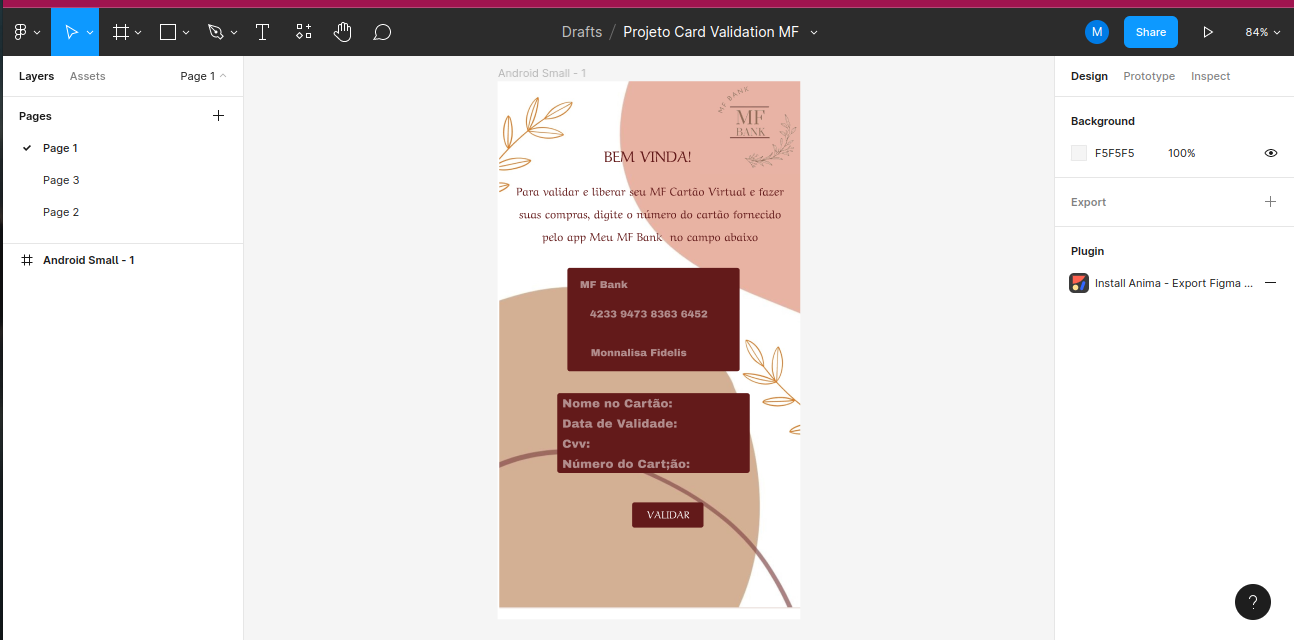 Drafts / Projeto Card Validation MF
M
Share
84%
Layers Assets Page 1
Pages
Page 1
Page 3
Page 2
Android Small - 1
Android Small - 1
MF BANK
MF
BANK
BEM VINDA!
Para validar e liberar seu MF Cartão Virtual e fazer
suas compras, digite o número do cartão fornecido
pelo app Meu MF Bank no campo abaixo
MF Bank
4233 9473 8363 6452
Monnalisa Fidelis
Nome no Cartão:
Data de Validade:
Cvv:
Número do Cart;ão:
VALIDAR
Design Prototype Inspect
Background
F5F5F5 100%
Export
Plugin
Install Anima - Export Figma ...
?